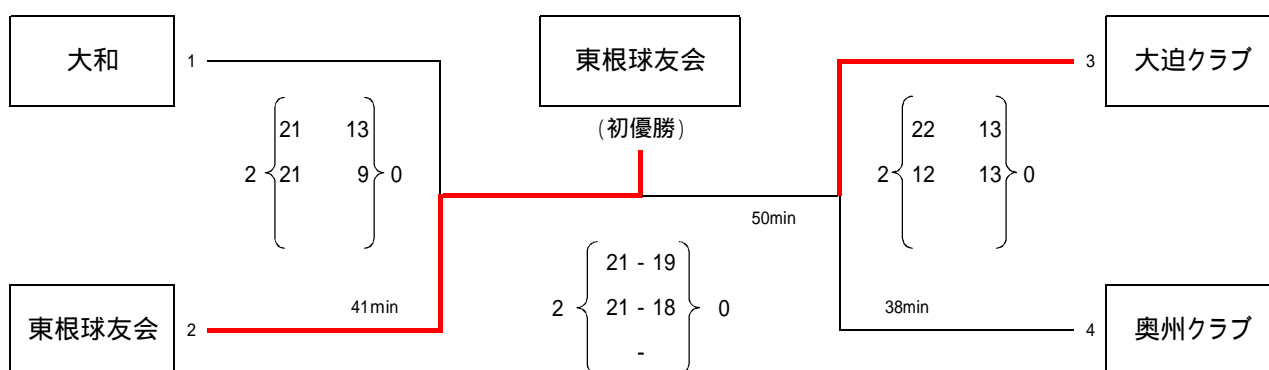 大和 1 東根球友会 3 大迫クラブ
(初優勝)
21 13
2 21 9 0
22 13
2 12 13 0
50min
21 - 19
2 21 - 18 0
-
41min
38min
東根球友会 2
4 奥州クラブ